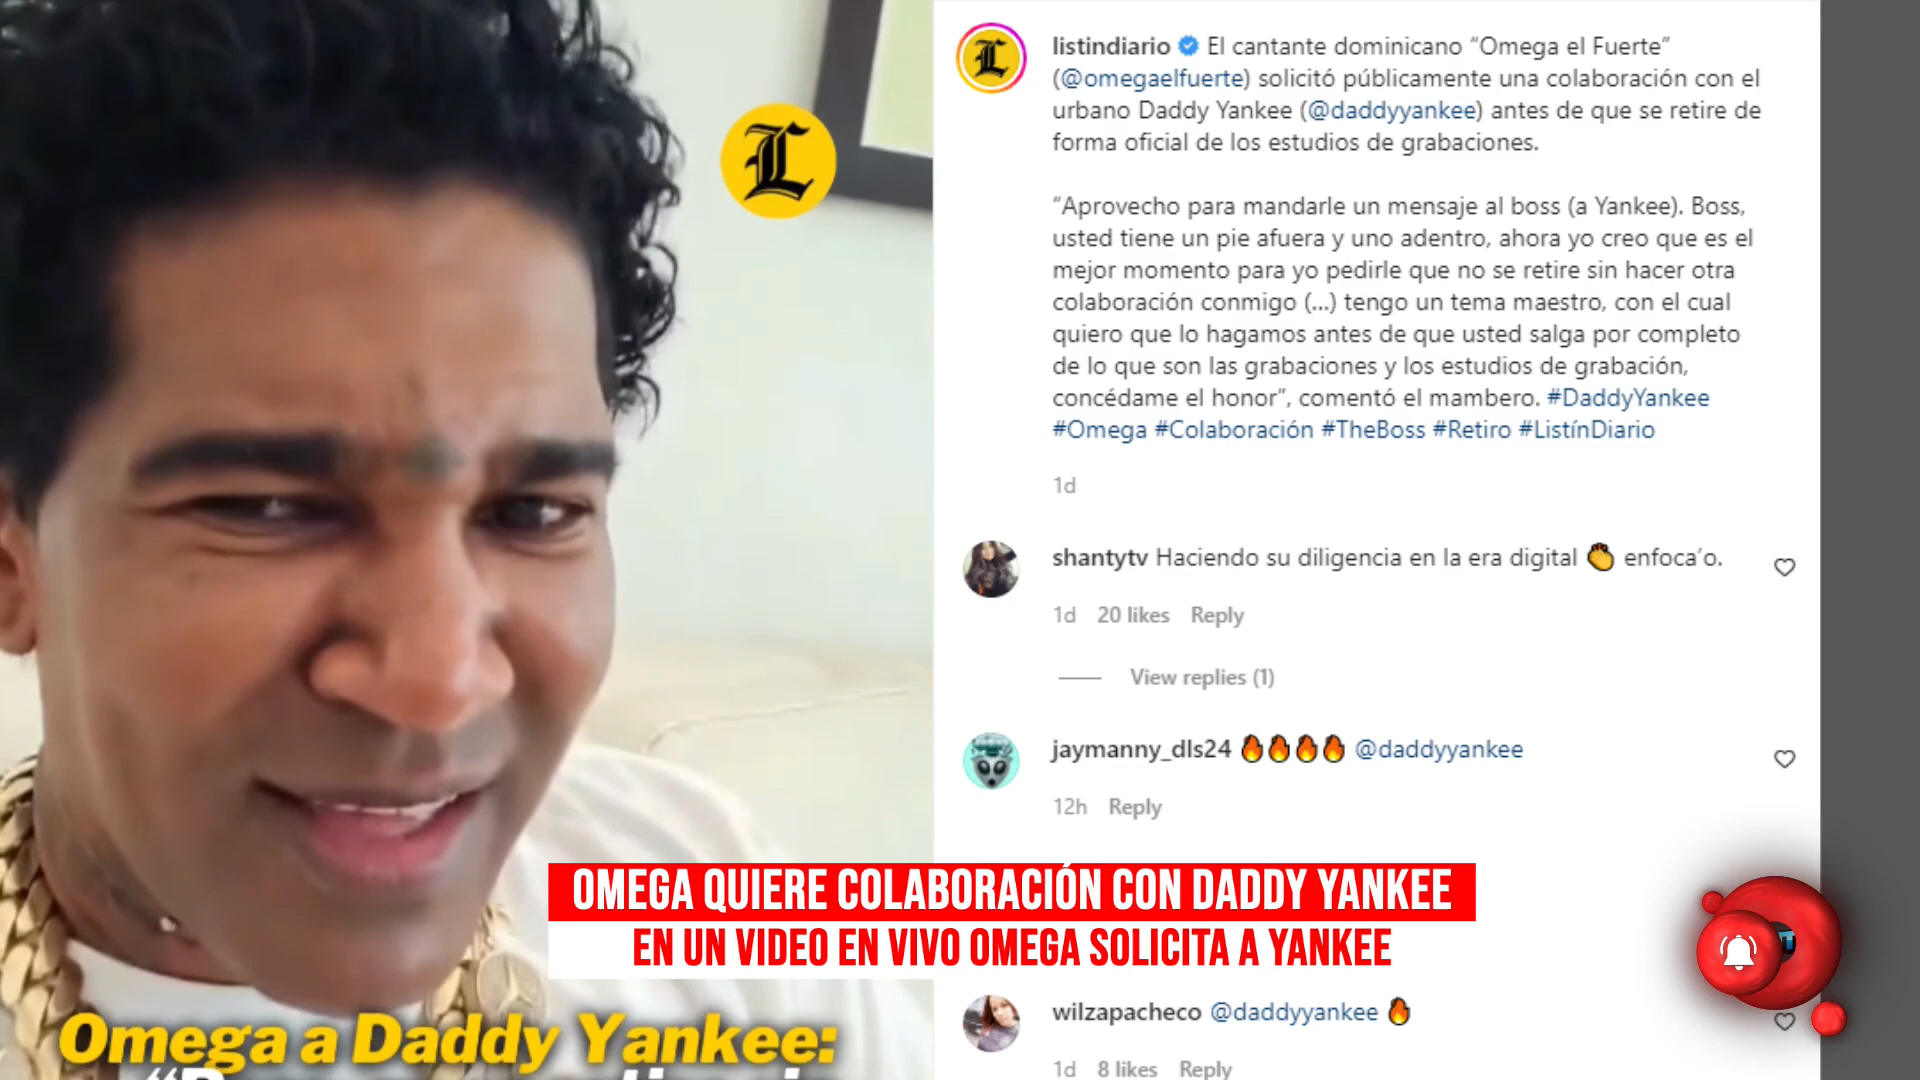 listindiario El cantante dominicano “Omega el Fuerte”
(@omegaelfuerte) solicitó públicamente una colaboración con el
urbano Daddy Yankee (@daddyyankee) antes de que se retire de
forma oficial de los estudios de grabaciones.
“Aprovecho para mandarle un mensaje al boss (a Yankee). Boss,
usted tiene un pie afuera y uno adentro, ahora yo creo que es el
mejor momento para yo pedirle que no se retire sin hacer otra
colaboración conmigo (...) tengo un tema maestro, con el cual
quiero que lo hagamos antes de que usted salga por completo
de lo que son las grabaciones y los estudios de grabación,
concédame el honor”, comentó el mambero. #DaddyYankee
#Omega #Colaboración #TheBoss #Retiro #ListínDiario
1d
shantytv Haciendo su diligencia en la era digital 👏 enfoca’o.
1d 20 likes Reply
View replies (1)
jaymanny_dls24 🔥🔥🔥🔥 @daddyyankee
12h Reply
OMEGA QUIERE COLABORACIÓN CON DADDY YANKEE
EN UN VIDEO EN VIVO OMEGA SOLICITA A YANKEE
wilzapacheco @daddyyankee 🔥
1d 8 likes Reply
Omega a Daddy Yankee:
L
L